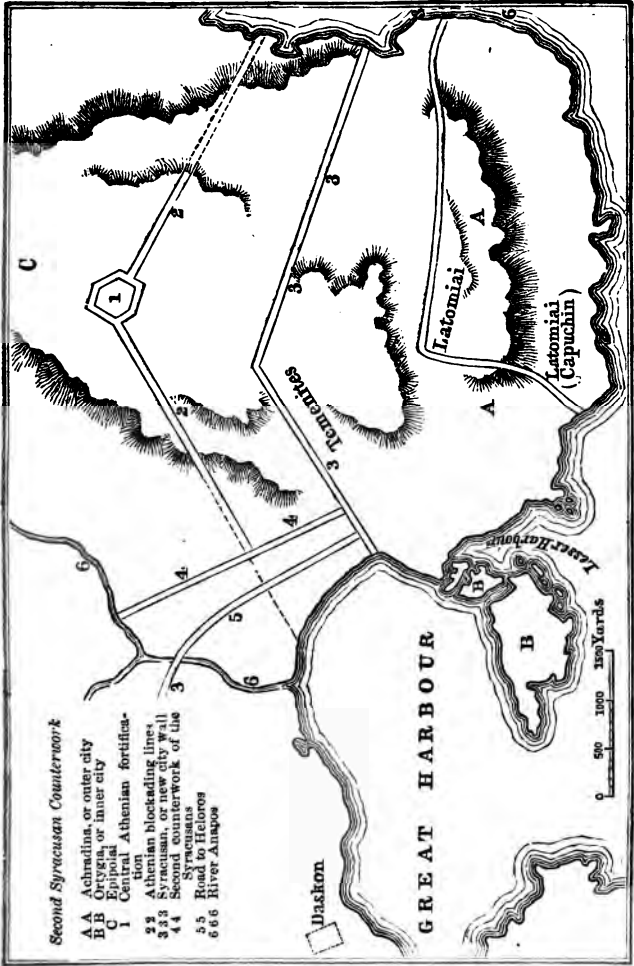 Second Syracusan Counterwork
A A Achradina, or outer city
B B Ortygia, or inner city
C Epipolai
1 Central Athenian fortifica-
tion
2 2 Athenian blockading lines
3 3 3 Syracusan, or new city wall
4 4 Second counterwork of the
Syracusans
5 5 Road to Heloros
6 6 6 River Anapos
C
1
2
2
3
3
3
3
4
4
5
6
6
6
Temenites
Latomiai
A
A
Latomiai
(Capuchin)
Lesser Harbour
B
B
GREAT HARBOUR
Daskon
0 500 1000 1500 Yards